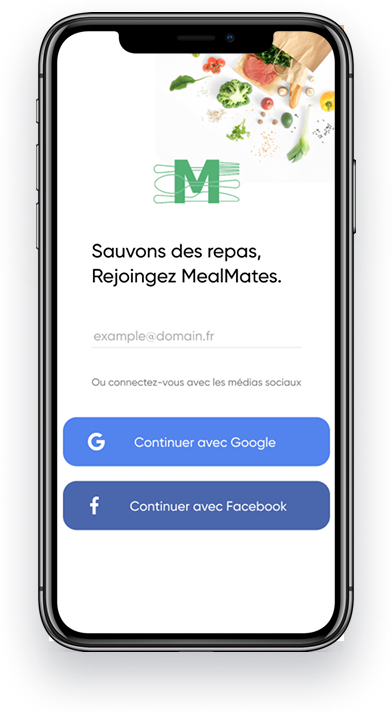 M
Sauvons des repas,
Rejoingez MealMates.
example@domain.fr
Ou connectez-vous avec les médias sociaux
G Continuer avec Google
f Continuer avec Facebook